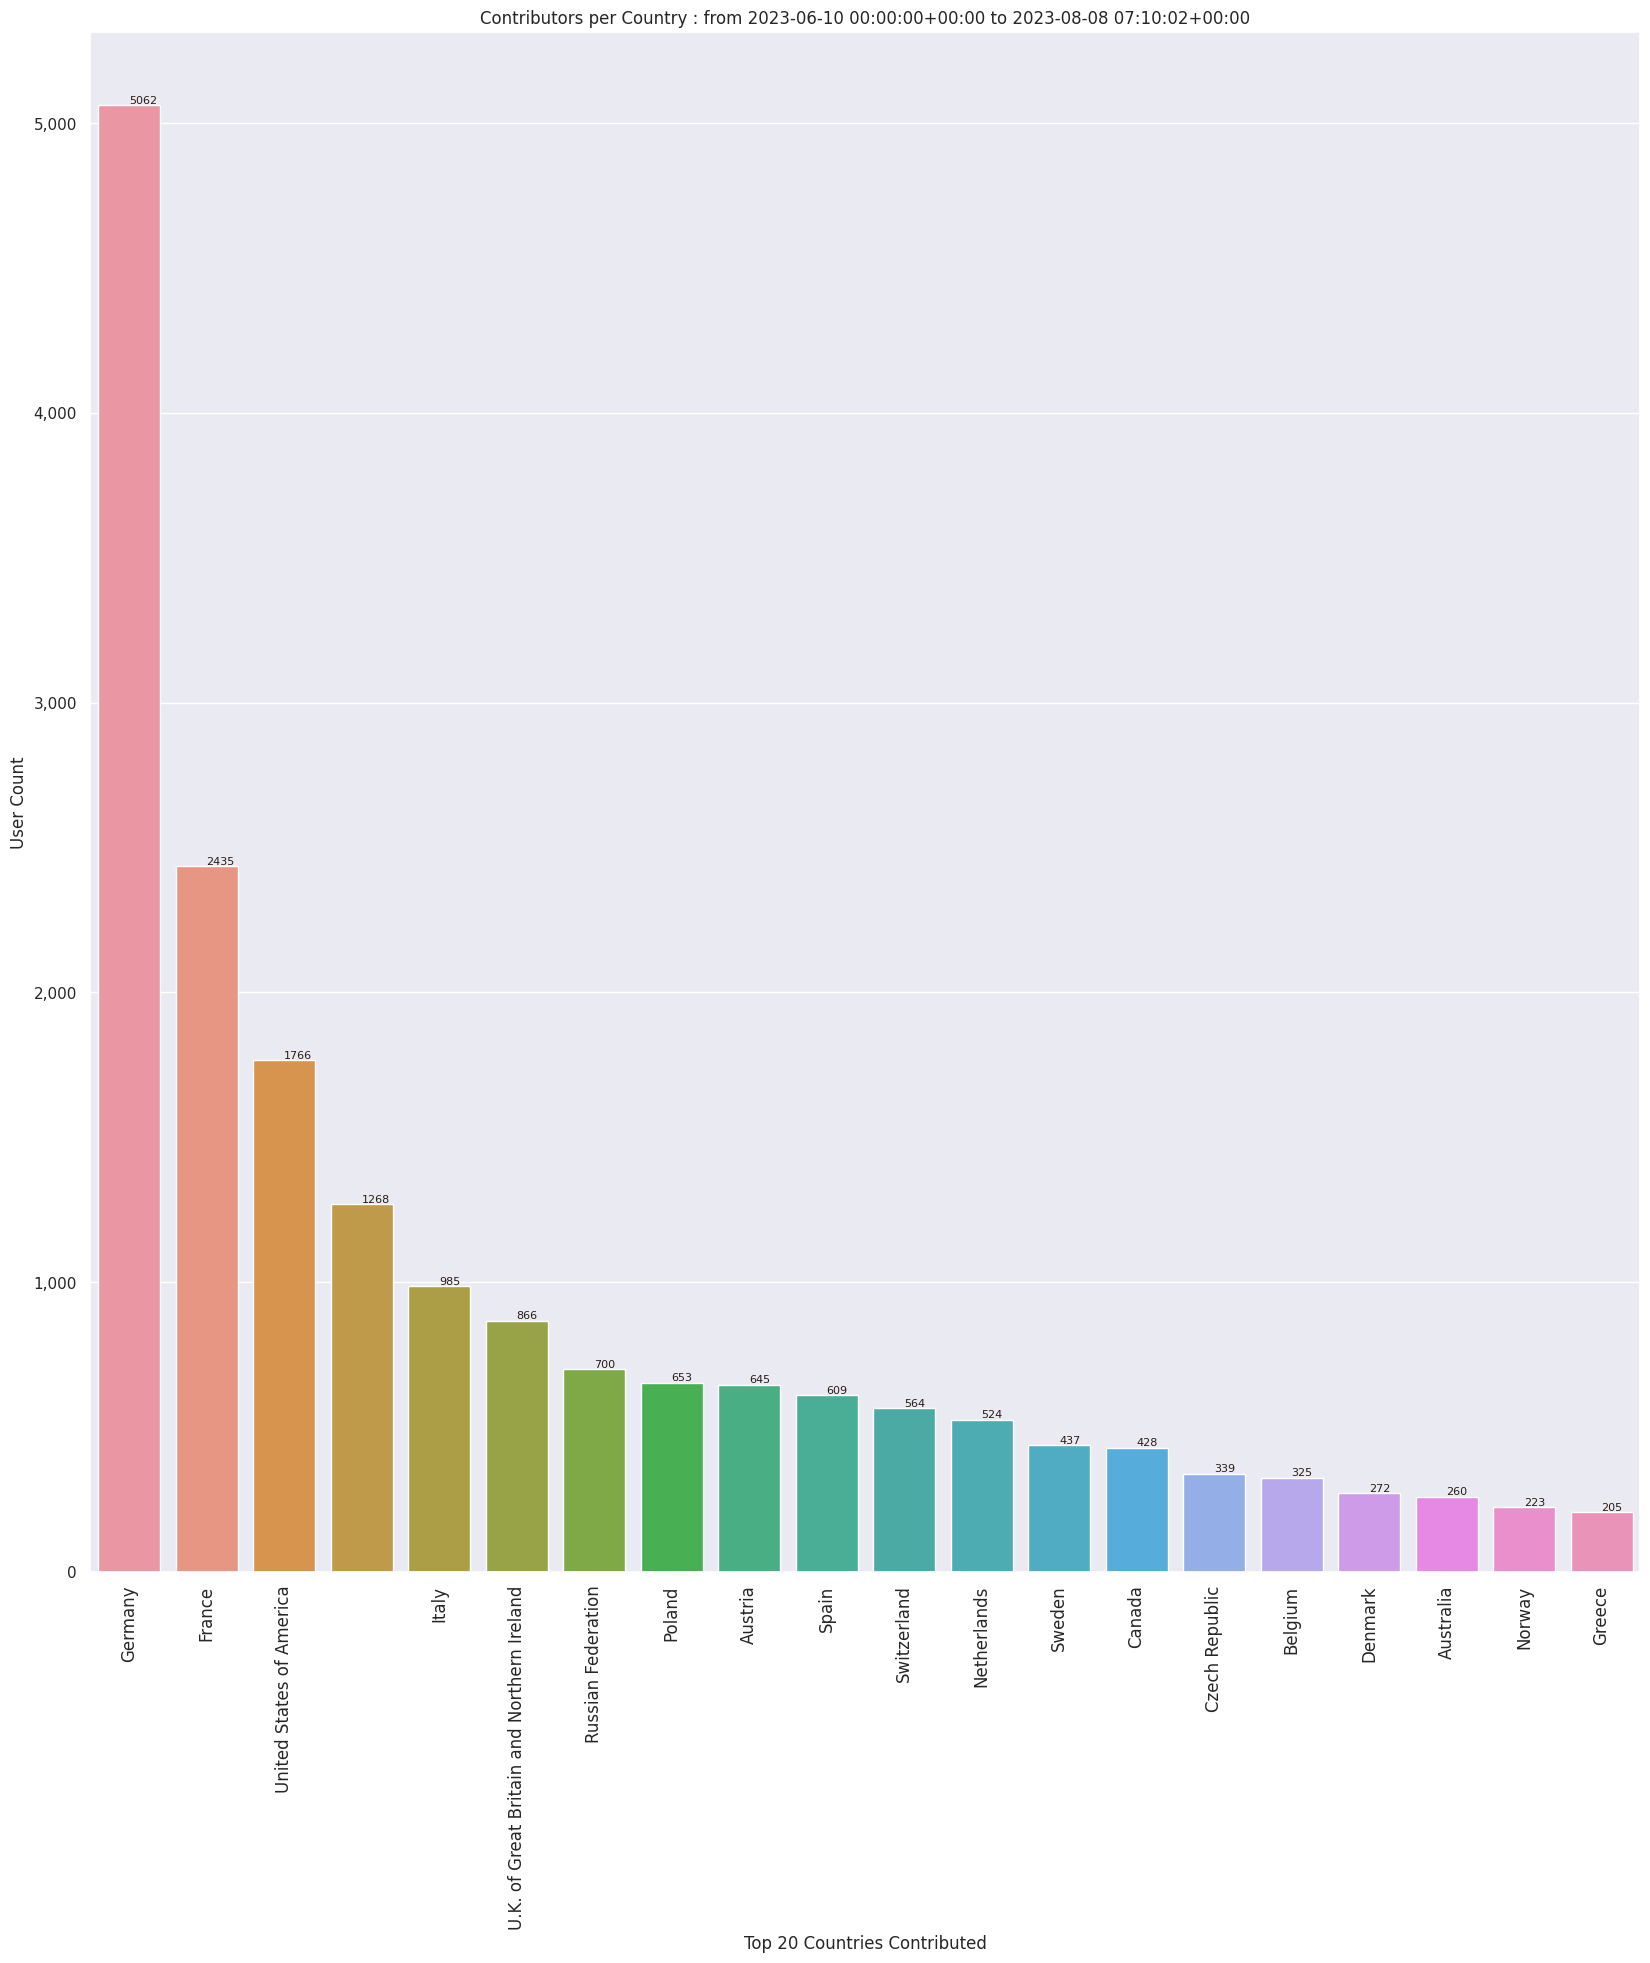 Contributors per Country : from 2023-06-10 00:00:00+00:00 to 2023-08-08 07:10:02+00:00
User Count
5,000
4,000
3,000
2,000
1,000
0
5062
2435
1766
1268
985
866
700
653
645
609
564
524
437
428
339
325
272
260
223
205
Germany
France
United States of America
Italy
U.K. of Great Britain and Northern Ireland
Russian Federation
Poland
Austria
Spain
Switzerland
Netherlands
Sweden
Canada
Czech Republic
Belgium
Denmark
Australia
Norway
Greece
Top 20 Countries Contributed